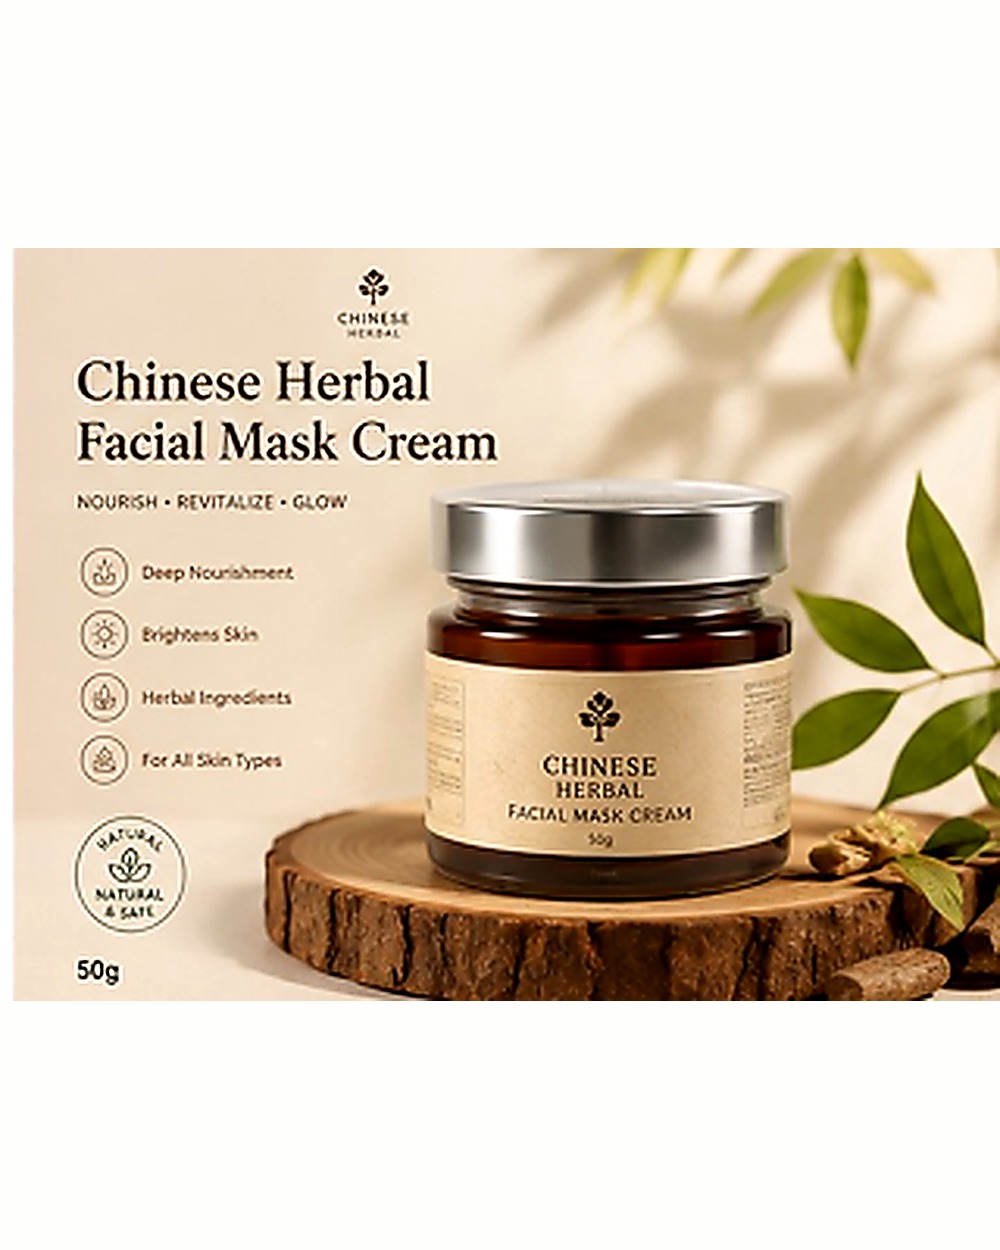 CHINESE
HERBAL
Chinese Herbal
Facial Mask Cream
NOURISH • REVITALIZE • GLOW
Deep Nourishment
Brightens Skin
Herbal Ingredients
For All Skin Types
NATURAL
NATURAL
& SAFE
50g
CHINESE
HERBAL
FACIAL MASK CREAM
50g